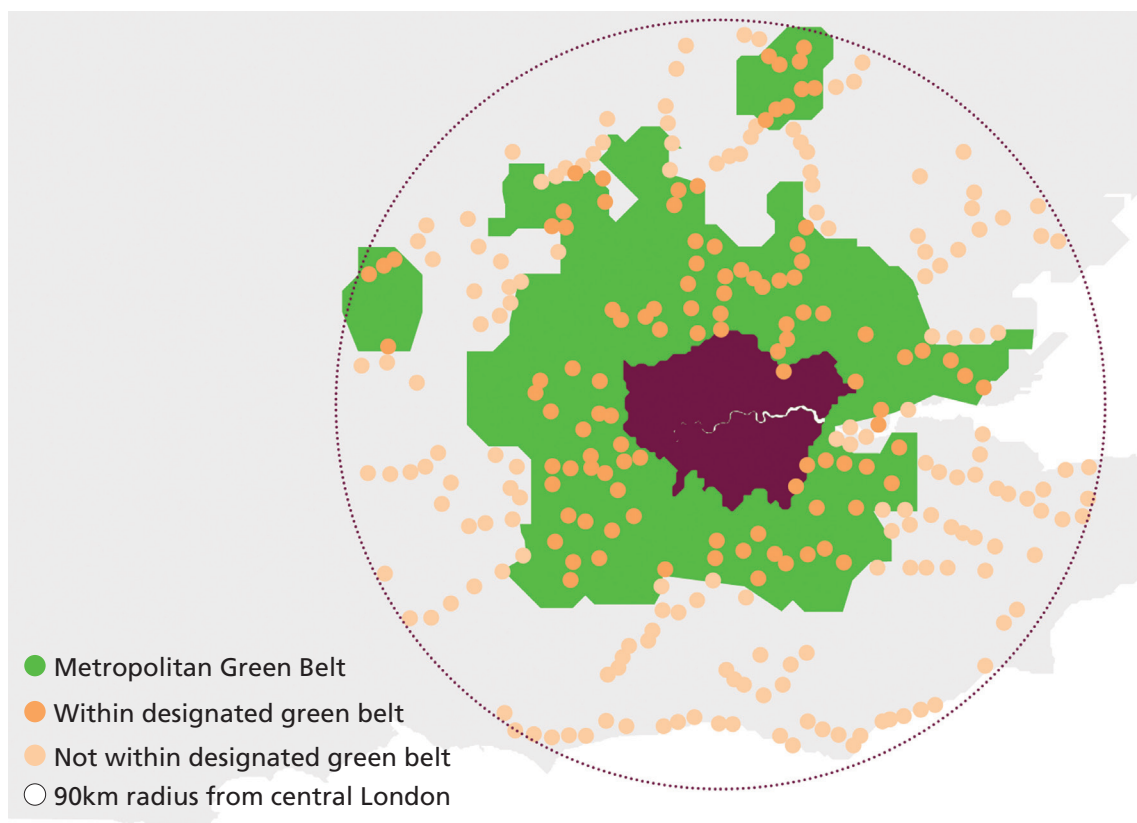 Metropolitan Green Belt
Within designated green belt
Not within designated green belt
90km radius from central London